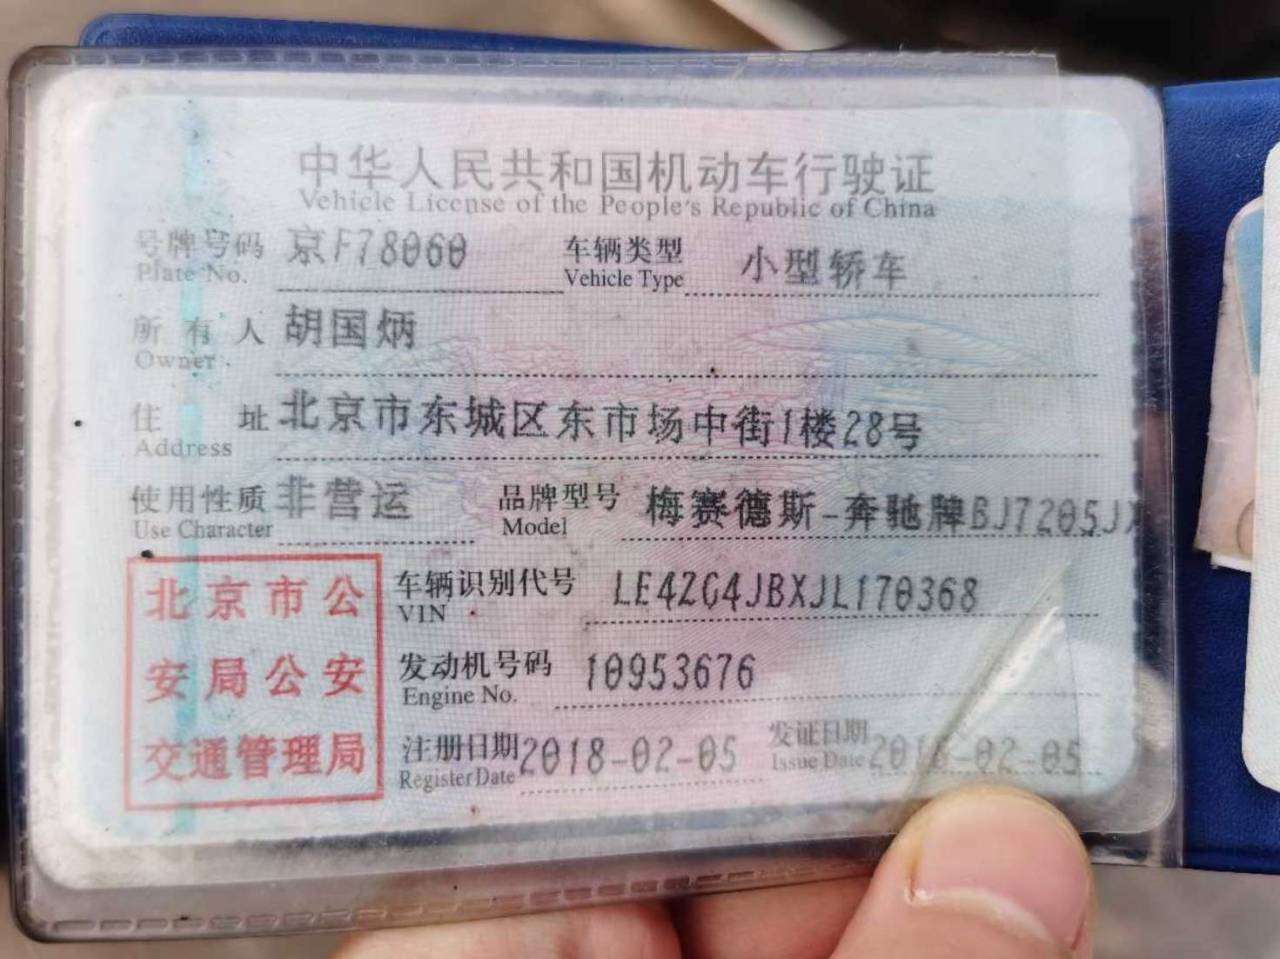 中华人民共和国机动车行驶证
Vehicle License of the People's Republic of China
号牌号码 京F78060 车辆类型 小型轿车
Plate No. Vehicle Type
所有人 胡国炳
Owner
住址 北京市东城区东市场中街1楼28号
Address
使用性质 非营运 品牌型号 梅赛德斯-奔驰牌BJ7205JX
Use Character Model
北京市公
安局公安
交通管理局
车辆识别代号 LE4ZG4JBXJL170368
VIN
发动机号码 10953676
Engine No.
注册日期 2018-02-05 发证日期 2018-02-05
Register Date Issue Date